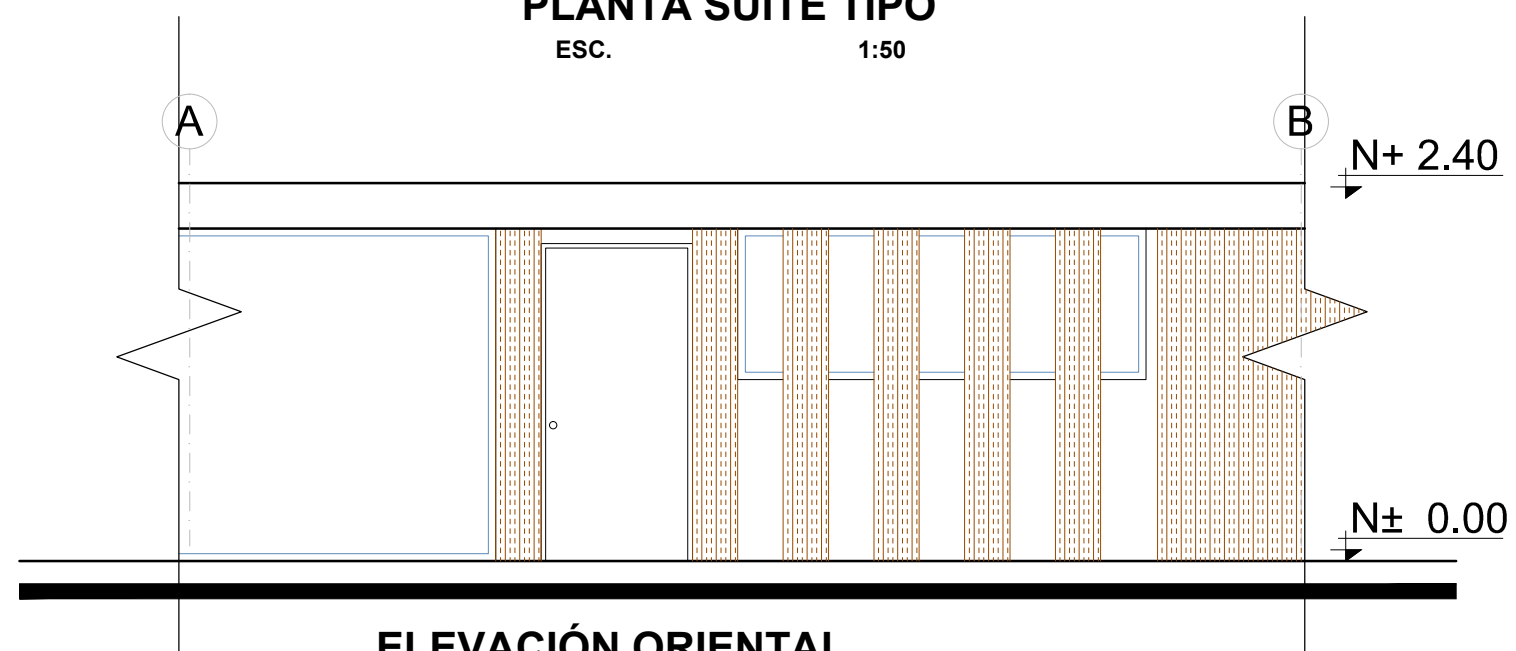 PLANTA SUITE TIPO
ESC. 1:50
A
B
N+ 2.40
N± 0.00
ELEVACIÓN ORIENTAL